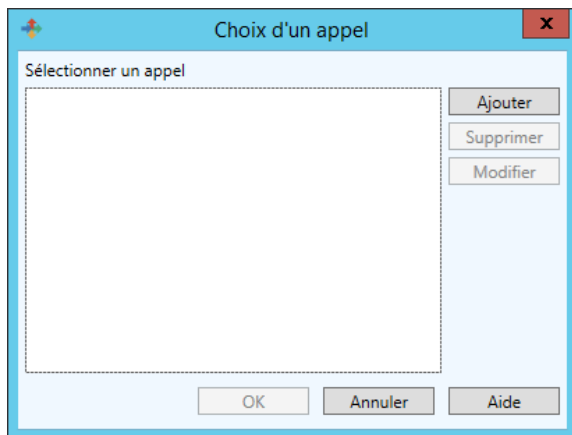 Choix d'un appel
x
Sélectionner un appel
Ajouter
Supprimer
Modifier
OK
Annuler
Aide